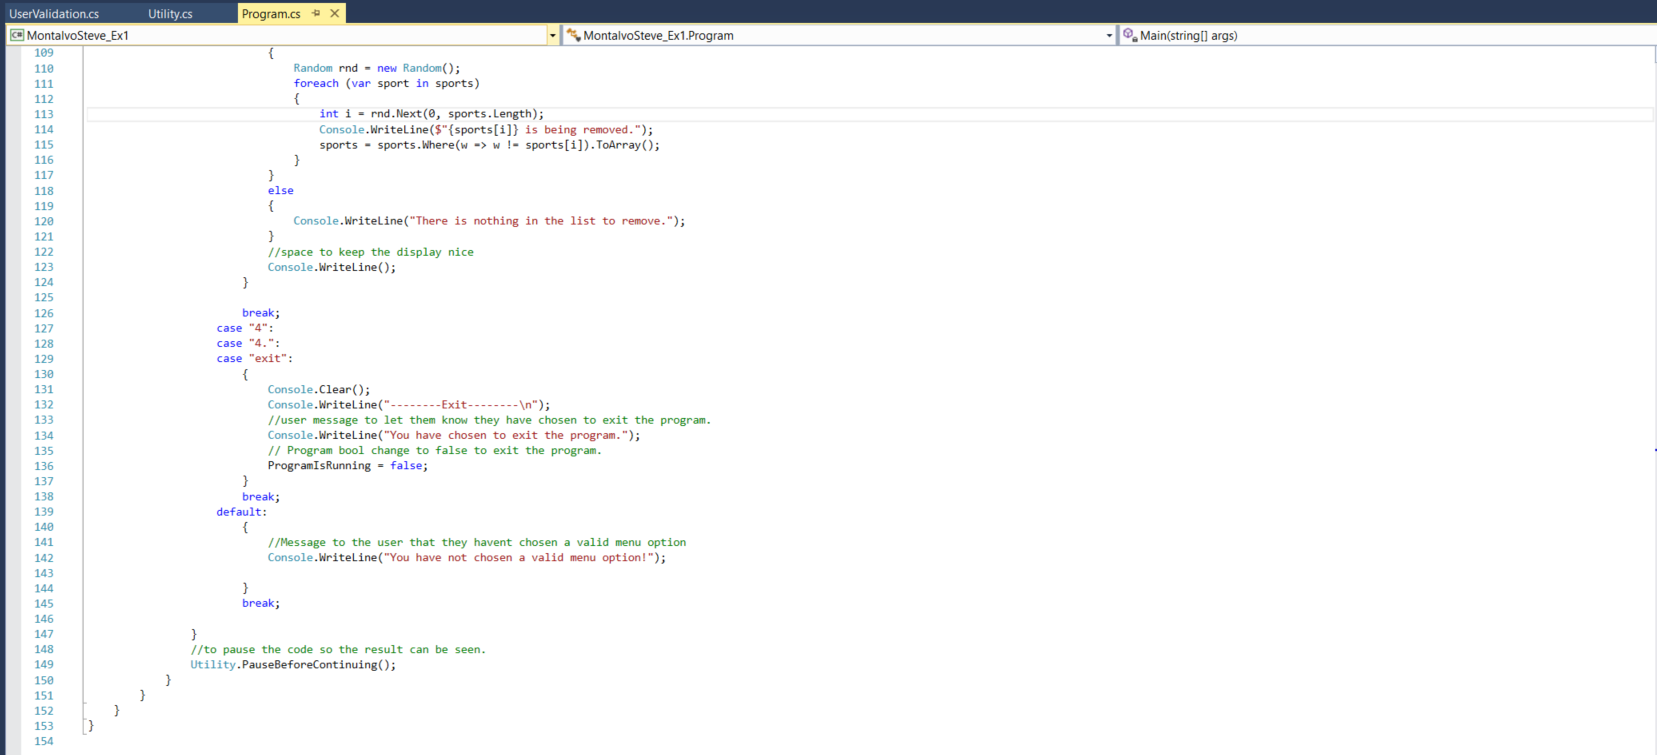 UserValidation.cs Utility.cs Program.cs
C# MontalvoSteve_Ex1 MontalvoSteve_Ex1.Program Main(string[] args)
109 {
110 Random rnd = new Random();
111 foreach (var sport in sports)
112 {
113 int i = rnd.Next(0, sports.Length);
114 Console.WriteLine($"{sports[i]} is being removed.");
115 sports = sports.Where(w => w != sports[i]).ToArray();
116 }
117 }
118 else
119 {
120 Console.WriteLine("There is nothing in the list to remove.");
121 }
122 //space to keep the display nice
123 Console.WriteLine();
124 }
125
126 break;
127 case "4":
128 case "4.":
129 case "exit":
130 {
131 Console.Clear();
132 Console.WriteLine("--------Exit--------\n");
133 //user message to let them know they have chosen to exit the program.
134 Console.WriteLine("You have chosen to exit the program.");
135 // Program bool change to false to exit the program.
136 ProgramIsRunning = false;
137 }
138 break;
139 default:
140 {
141 //Message to the user that they havent chosen a valid menu option
142 Console.WriteLine("You have not chosen a valid menu option!");
143
144 }
145 break;
146
147 }
148 //to pause the code so the result can be seen.
149 Utility.PauseBeforeContinuing();
150 }
151 }
152 }
153 }
154